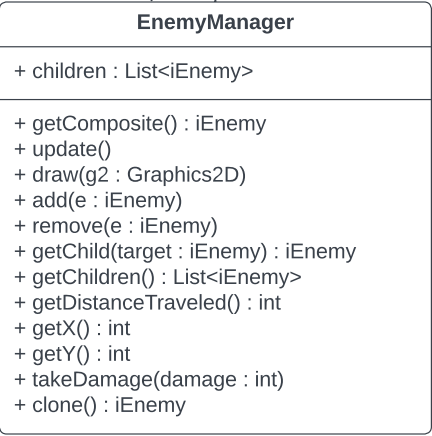 EnemyManager
+ children : List<iEnemy>
+ getComposite() : iEnemy
+ update()
+ draw(g2 : Graphics2D)
+ add(e : iEnemy)
+ remove(e : iEnemy)
+ getChild(target : iEnemy) : iEnemy
+ getChildren() : List<iEnemy>
+ getDistanceTraveled() : int
+ getX() : int
+ getY() : int
+ takeDamage(damage : int)
+ clone() : iEnemy